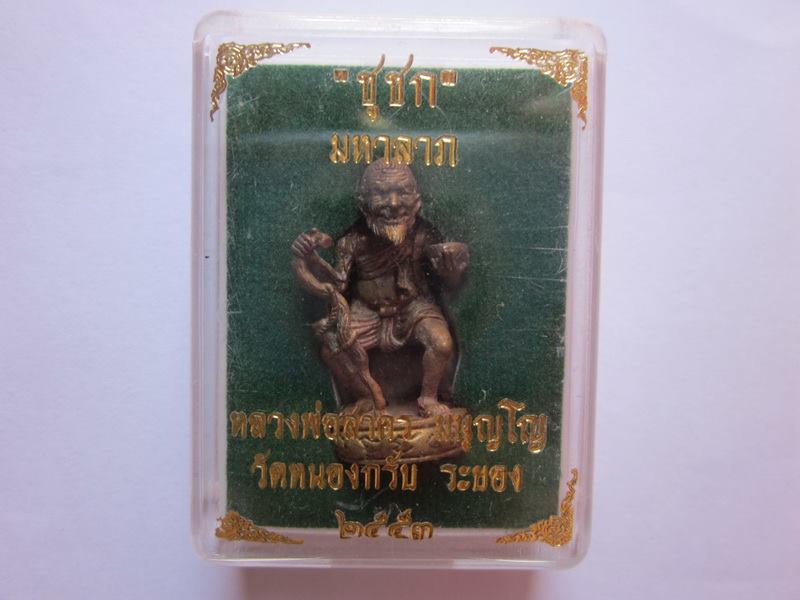 "ชูชก"
มหาลาภ
หลวงพ่อสาคร มนุญโญ
วัดหนองกรับ ระยอง
๒๕๕๓